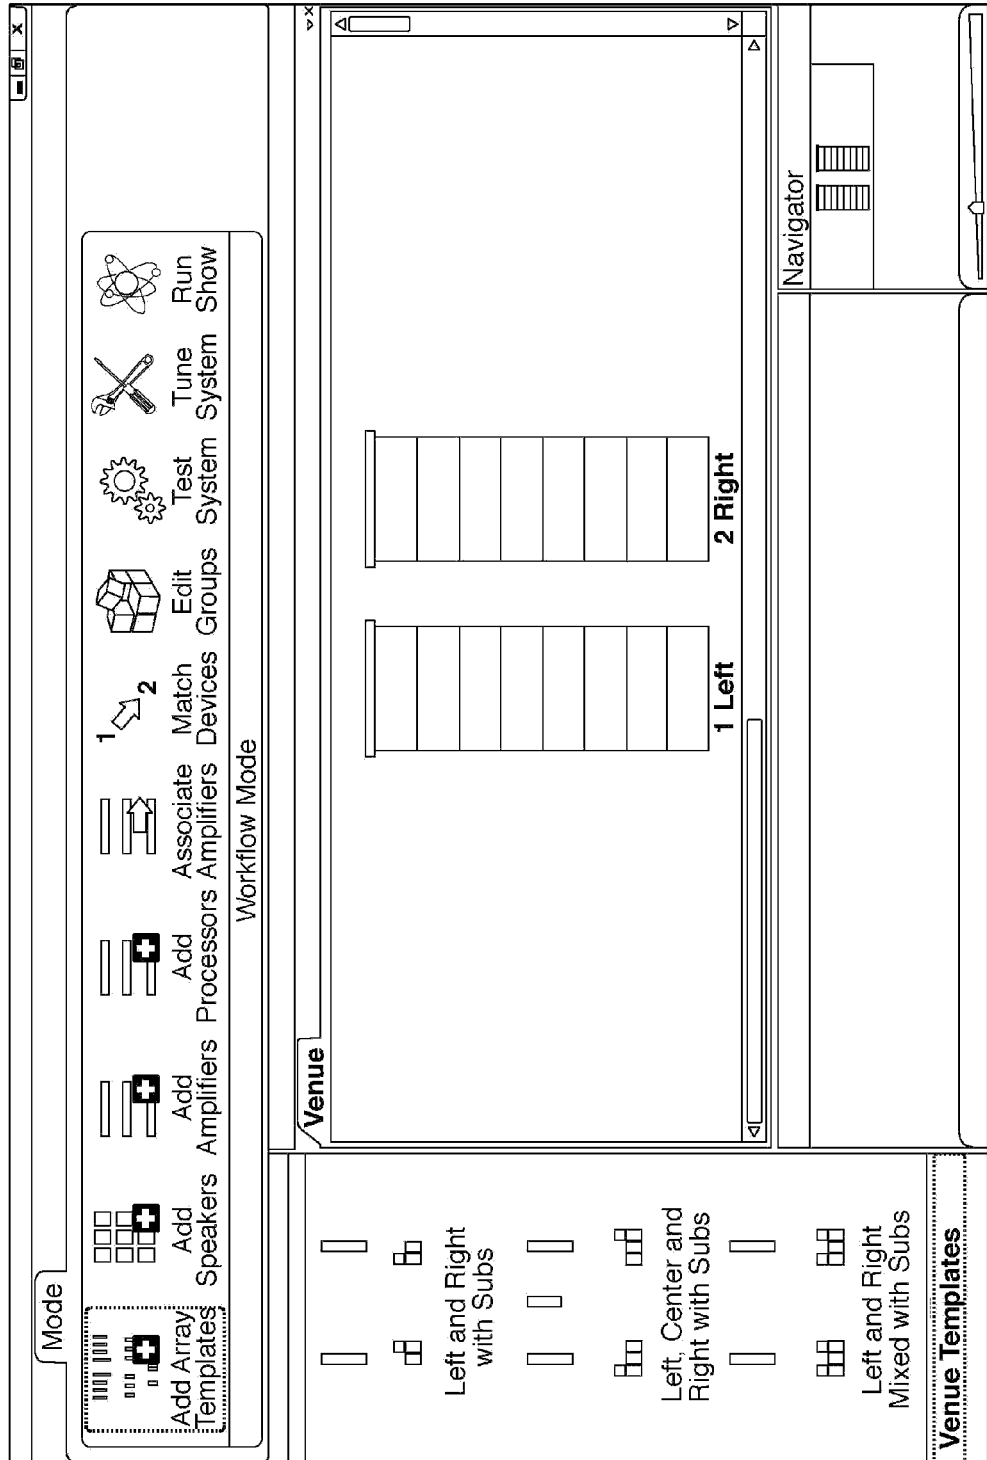 Mode
Add Array
Templates
Add
Speakers
Add
Amplifiers
Add
Processors
Associate
Amplifiers
1
2
Match
Devices
Edit
Groups
Test
System
Tune
System
Run
Show
Workflow Mode
Left and Right
with Subs
Left, Center and
Right with Subs
Left and Right
Mixed with Subs
Venue Templates
Venue
1 Left
2 Right
Navigator